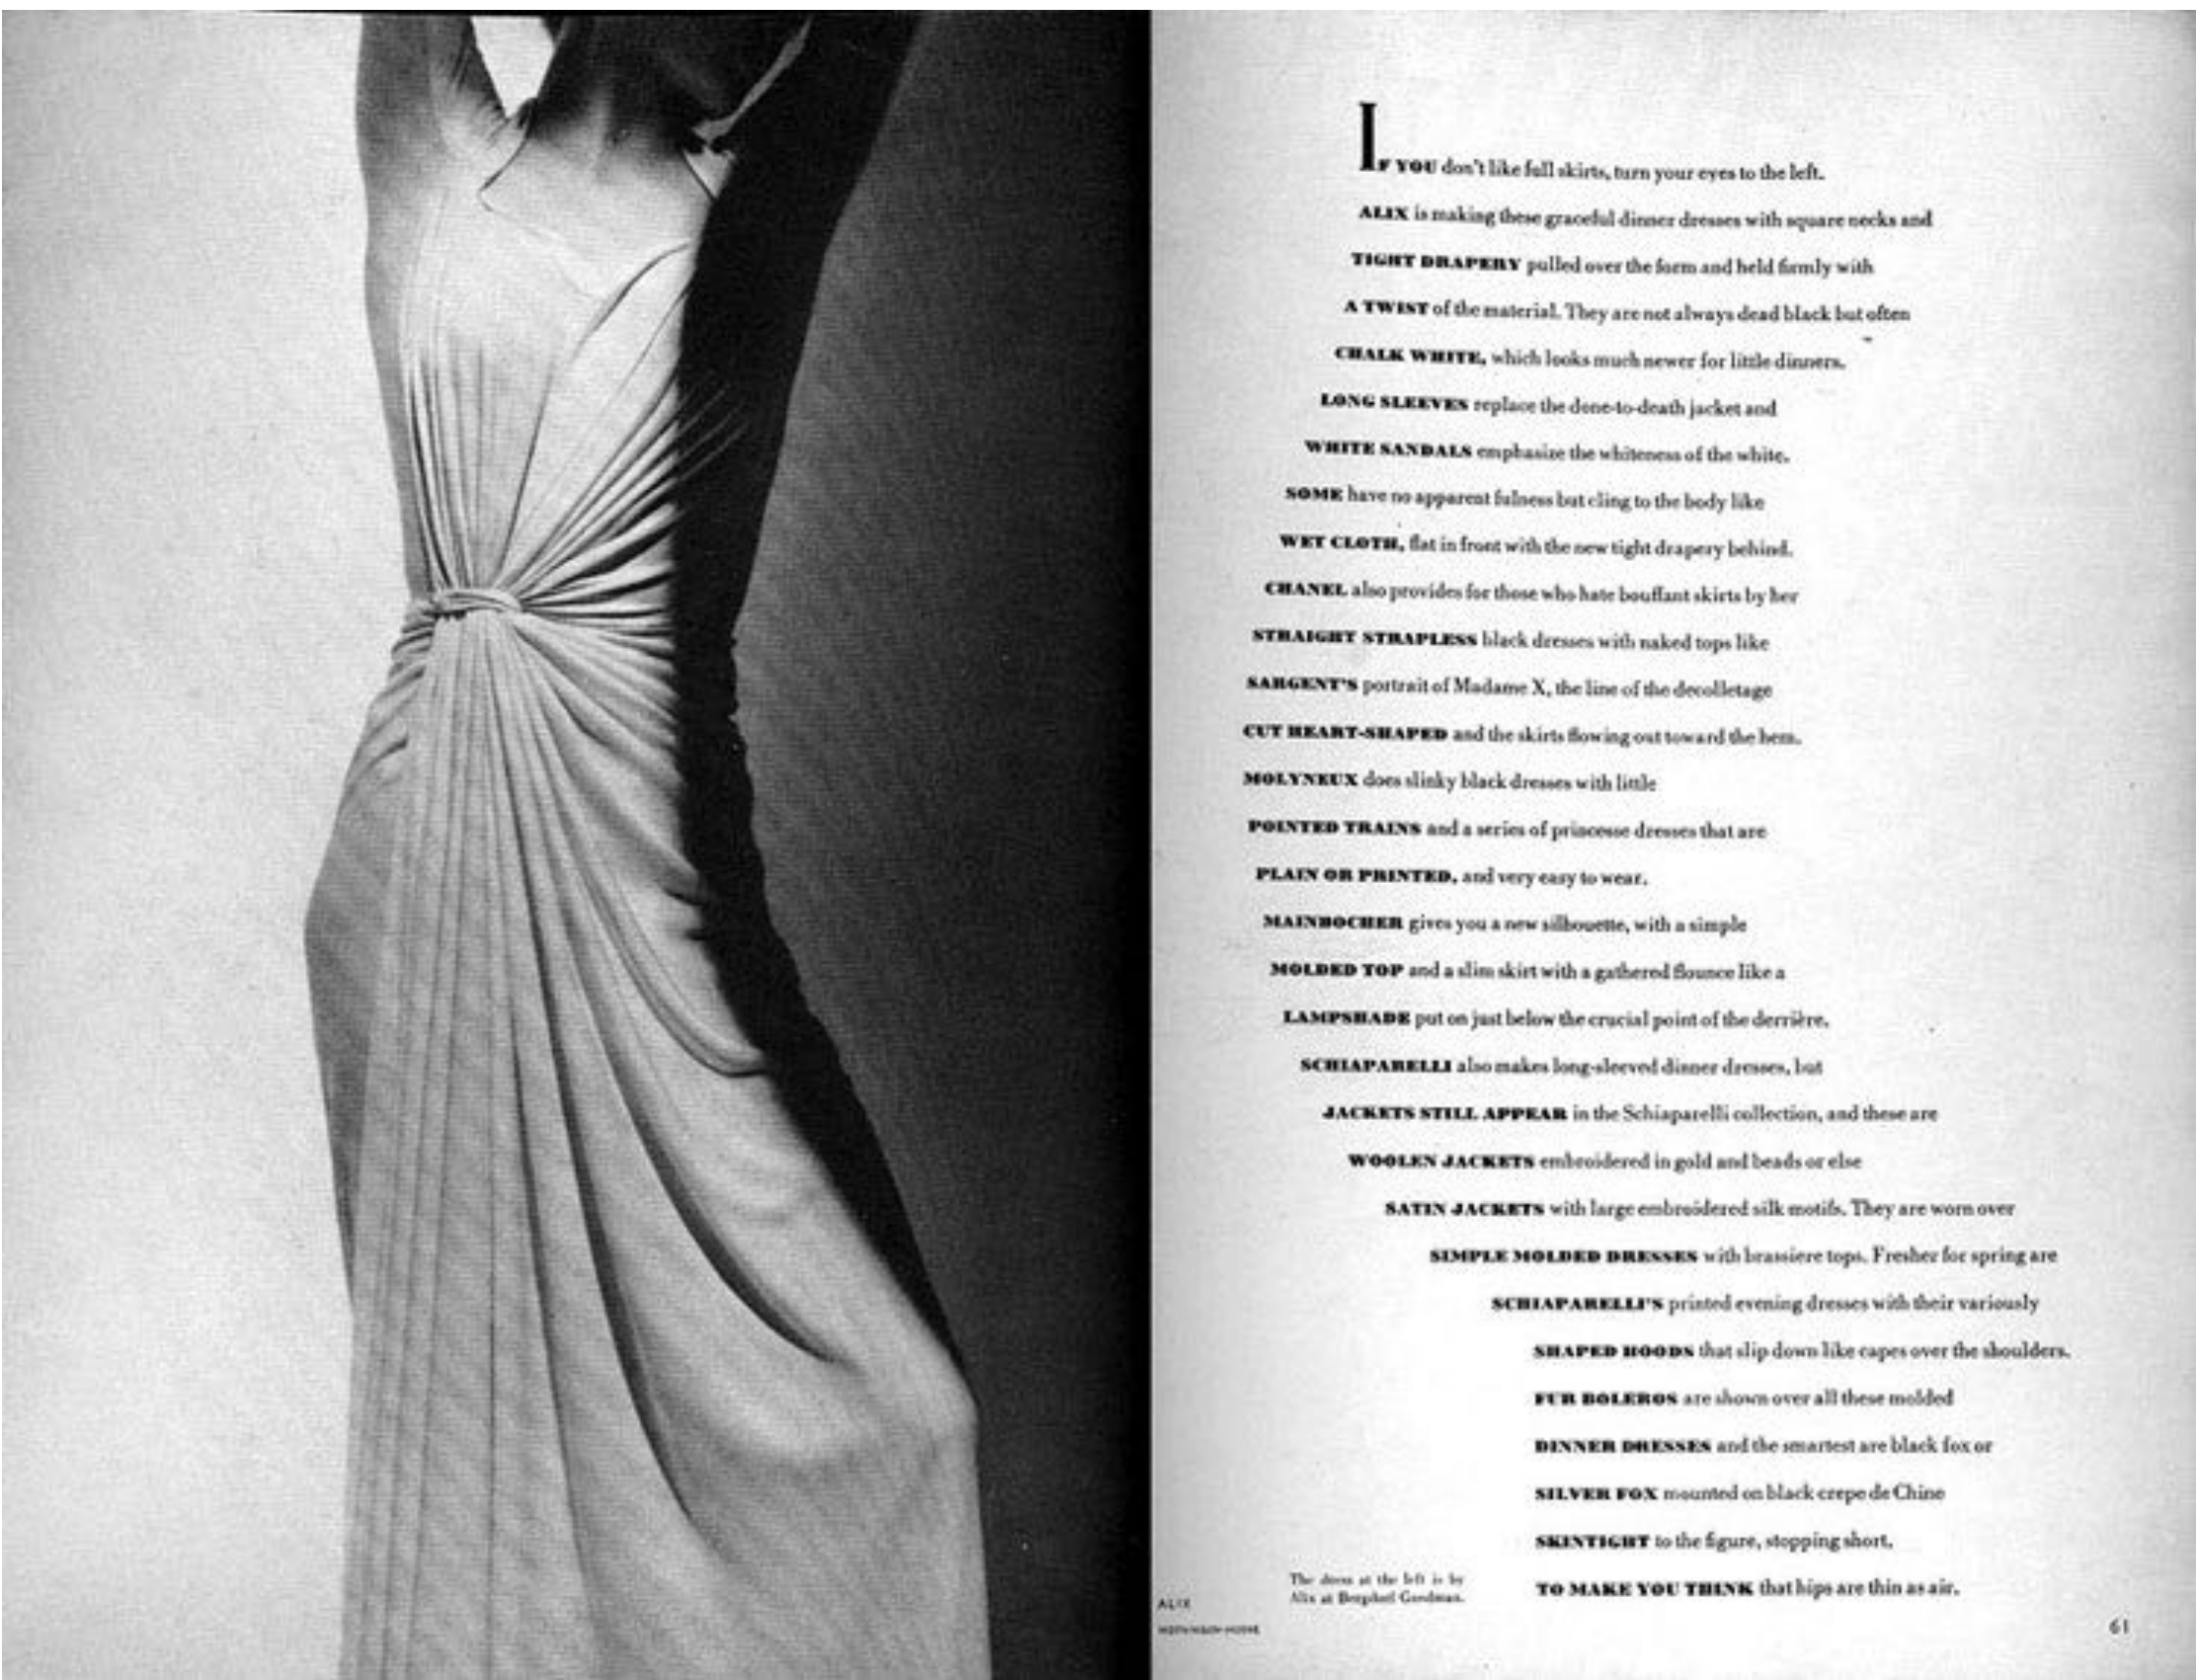 IF YOU don't like full skirts, turn your eyes to the left.
ALIX is making these graceful dinner dresses with square necks and
TIGHT DRAPERY pulled over the form and held firmly with
A TWIST of the material. They are not always dead black but often
CHALK WHITE, which looks much newer for little dinners.
LONG SLEEVES replace the done-to-death jacket and
WHITE SANDALS emphasize the whiteness of the white.
SOME have no apparent fulness but cling to the body like
WET CLOTH, flat in front with the new tight drapery behind.
CHANEL also provides for those who hate bouffant skirts by her
STRAIGHT STRAPLESS black dresses with naked tops like
SARGENT'S portrait of Madame X, the line of the decolletage
CUT HEART-SHAPED and the skirts flowing out toward the hem.
MOLYNEUX does slinky black dresses with little
POINTED TRAINS and a series of princesse dresses that are
PLAIN OR PRINTED, and very easy to wear.
MAINBOCHER gives you a new silhouette, with a simple
MOLDED TOP and a slim skirt with a gathered flounce like a
LAMPSHADE put on just below the crucial point of the derrière.
SCHIAPARELLI also makes long-sleeved dinner dresses, but
JACKETS STILL APPEAR in the Schiaparelli collection, and these are
WOOLEN JACKETS embroidered in gold and beads or else
SATIN JACKETS with large embroidered silk motifs. They are worn over
SIMPLE MOLDED DRESSES with brassiere tops. Fresher for spring are
SCHIAPARELLI'S printed evening dresses with their variously
SHAPED HOODS that slip down like capes over the shoulders.
FUR BOLEROS are shown over all these molded
DINNER DRESSES and the smartest are black fox or
SILVER FOX mounted on black crepe de Chine
SKINTIGHT to the figure, stopping short,
TO MAKE YOU THINK that hips are thin as air.
The dress at the left is by
Alix at Bergdorf Goodman.
ALIX
61